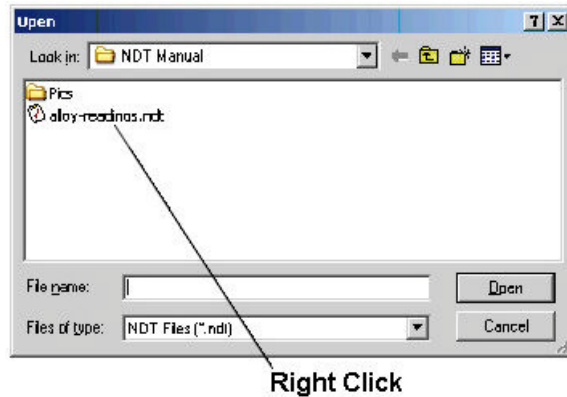 Open
Look in: NDT Manual
Pics
aloy-readings.ndt
File name:
Open
Files of type: NDT Files (*.ndt)
Cancel
Right Click